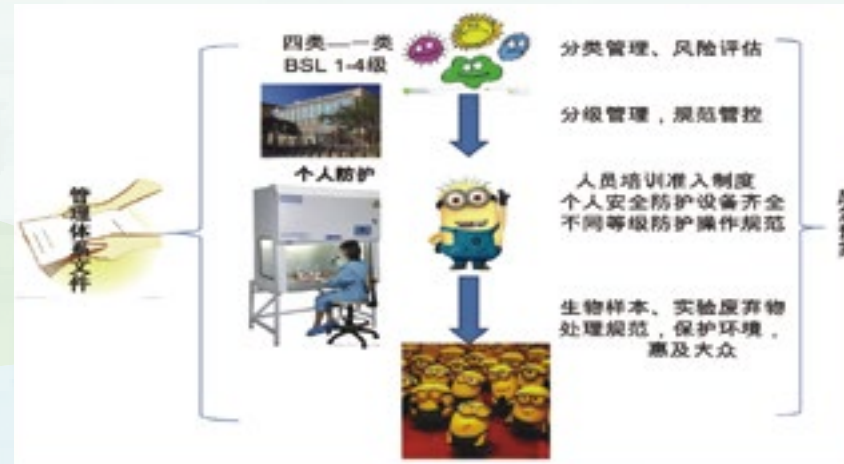 四类—一类
BSL 1-4级
个人防护
管理体系文件
分类管理、风险评估
分级管理，规范管控
人员培训准入制度
个人安全防护设备齐全
不同等级防护操作规范
生物样本、实验废弃物
处理规范，保护环境，
惠及大众